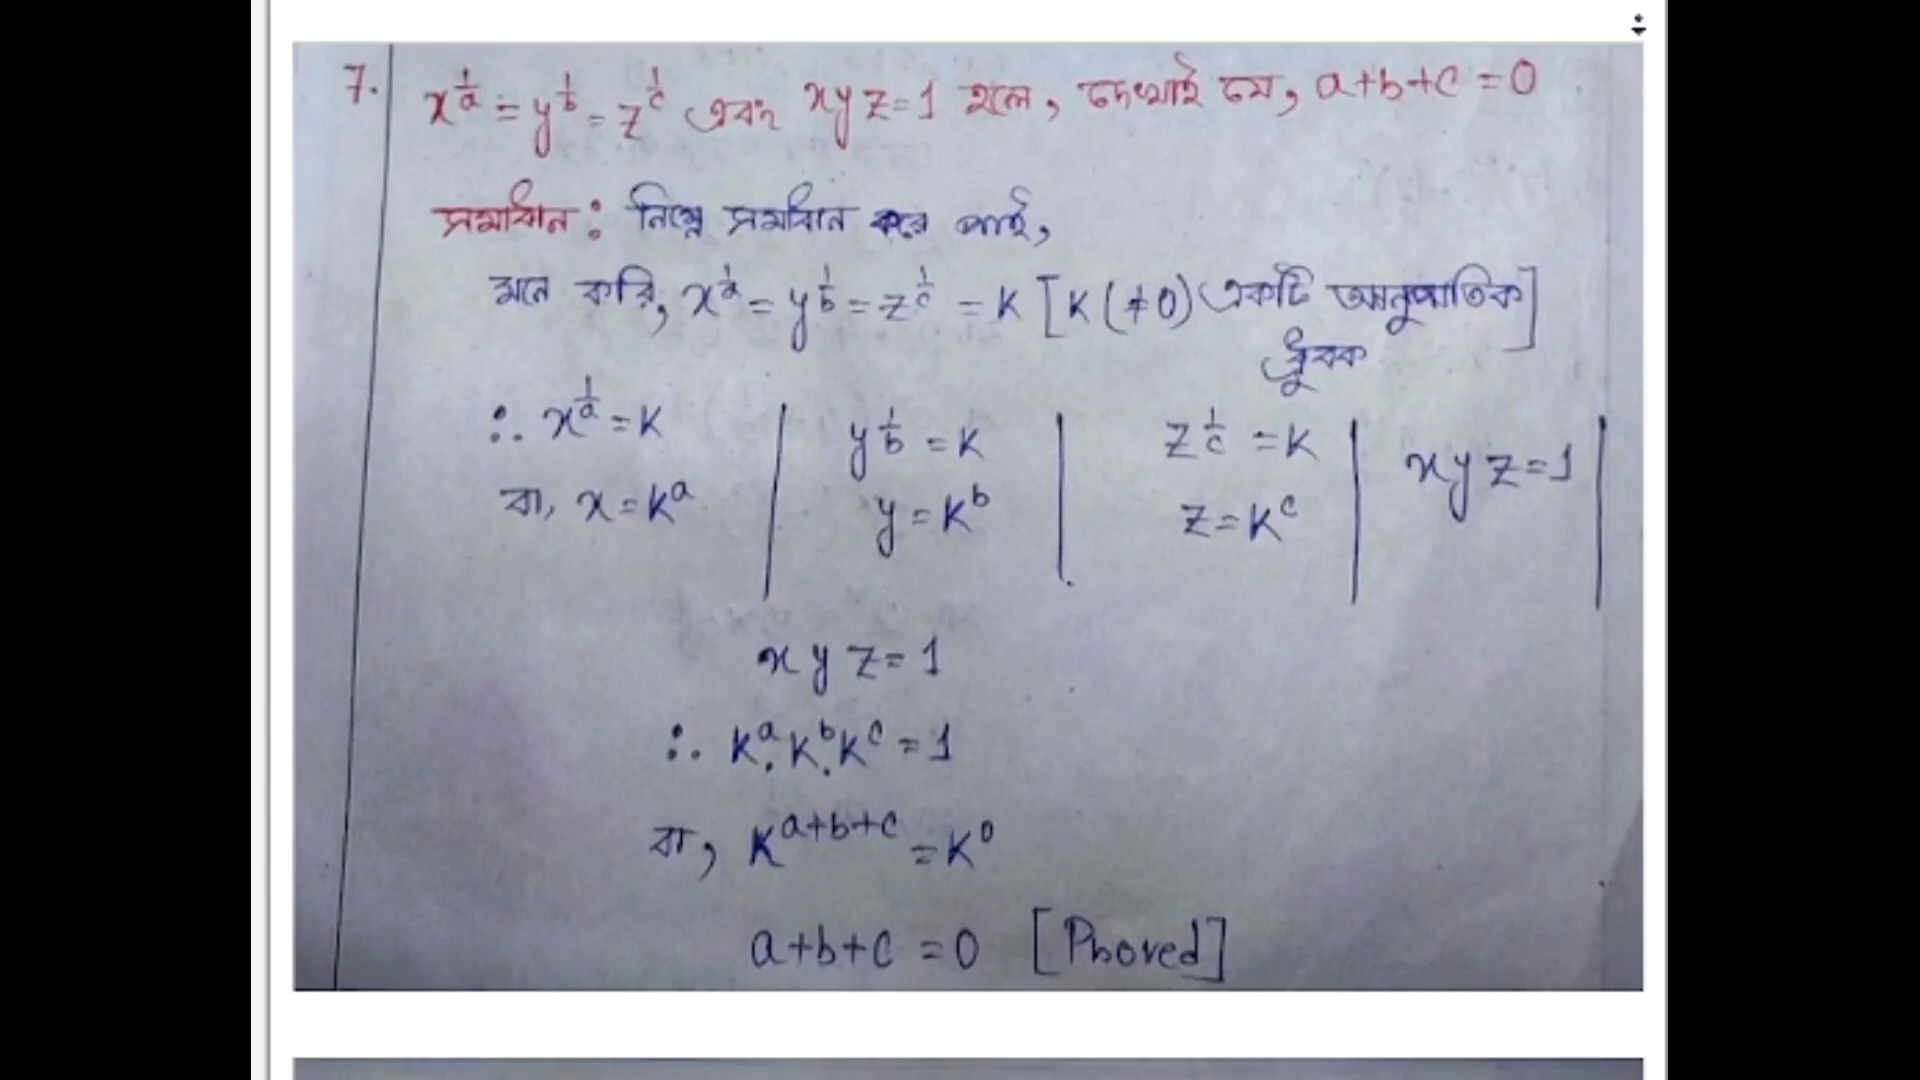 7. x^{1/a} = y^{1/b} = z^{1/c} এবং xyz=1 হলে, দেখাই যে, a+b+c=0
সমাধান: নিম্নে সমাধান করে পাই,
মনে করি, x^{1/a} = y^{1/b} = z^{1/c} = K [K(≠0) একটি আনুপাতিক
ধ্রুবক]
∴ x^{1/a} = K | y^{1/b} = K | z^{1/c} = K | xyz=1 |
বা, x=K^a | y=K^b | z=K^c
xyz=1
∴ K^a.K^b.K^c=1
বা, K^{a+b+c} = K^0
a+b+c=0 [Proved]